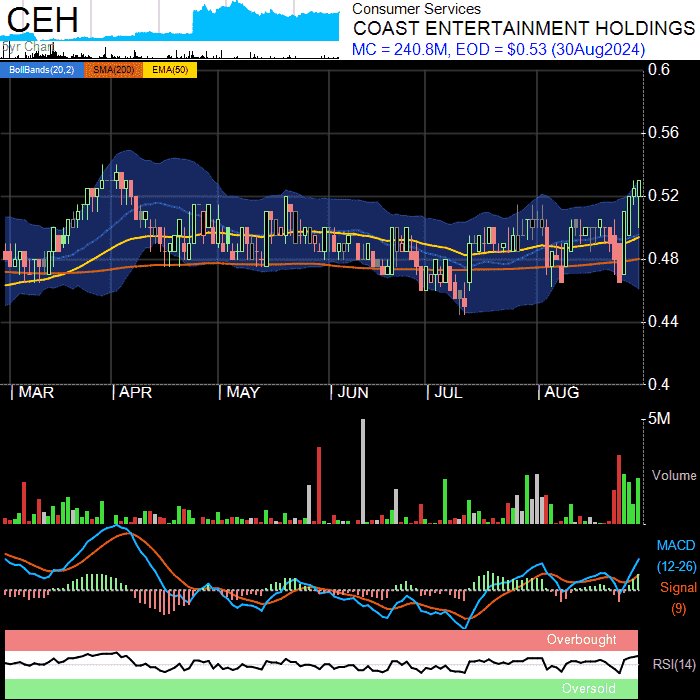 CEH
5yr Chart
Consumer Services
COAST ENTERTAINMENT HOLDINGS
MC = 240.8M, EOD = $0.53 (30Aug2024)
BollBands(20,2) SMA(200) EMA(50)
0.6
0.56
0.52
0.48
0.44
0.4
MAR APR MAY JUN JUL AUG
5M
Volume
MACD
(12-26)
Signal
(9)
Overbought
RSI(14)
Oversold